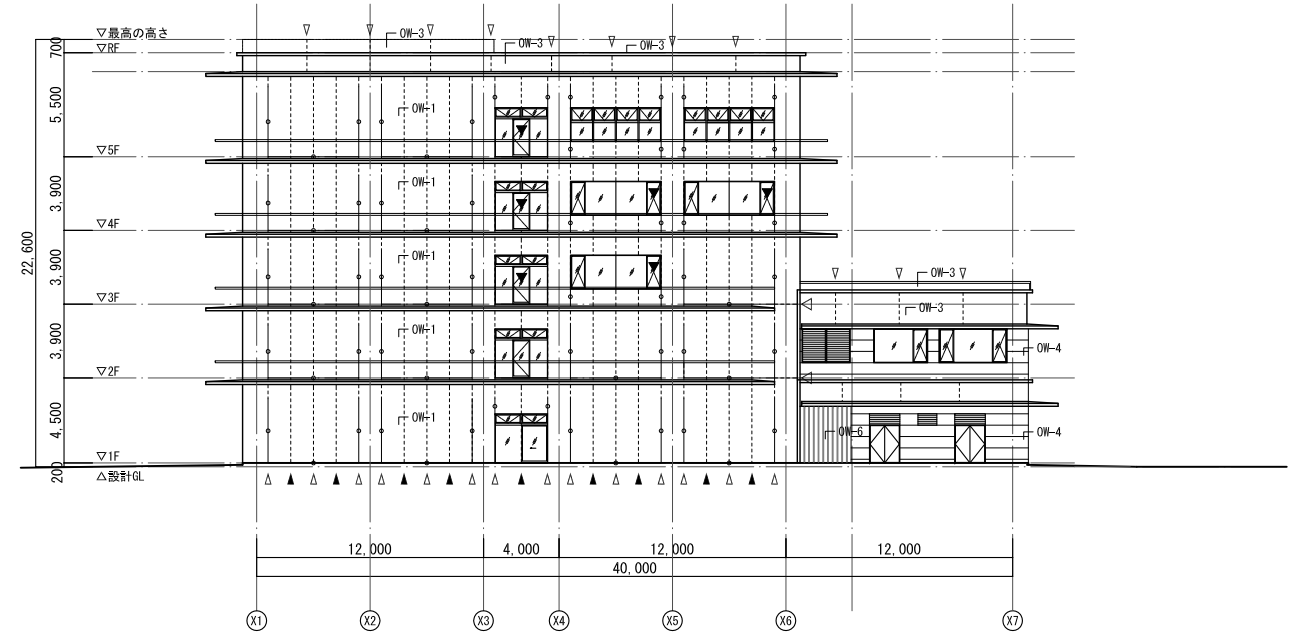 ▽最高の高さ
▽RF
▽5F
▽4F
▽3F
▽2F
▽1F
△設計GL
700
5,500
3,900
3,900
3,900
4,500
200
22,600
OW-3
OW-3
OW-3
OW-1
OW-1
OW-1
OW-1
OW-1
OW-3
OW-3
OW-4
OW-6
OW-4
12,000
4,000
12,000
12,000
40,000
X1
X2
X3
X4
X5
X6
X7